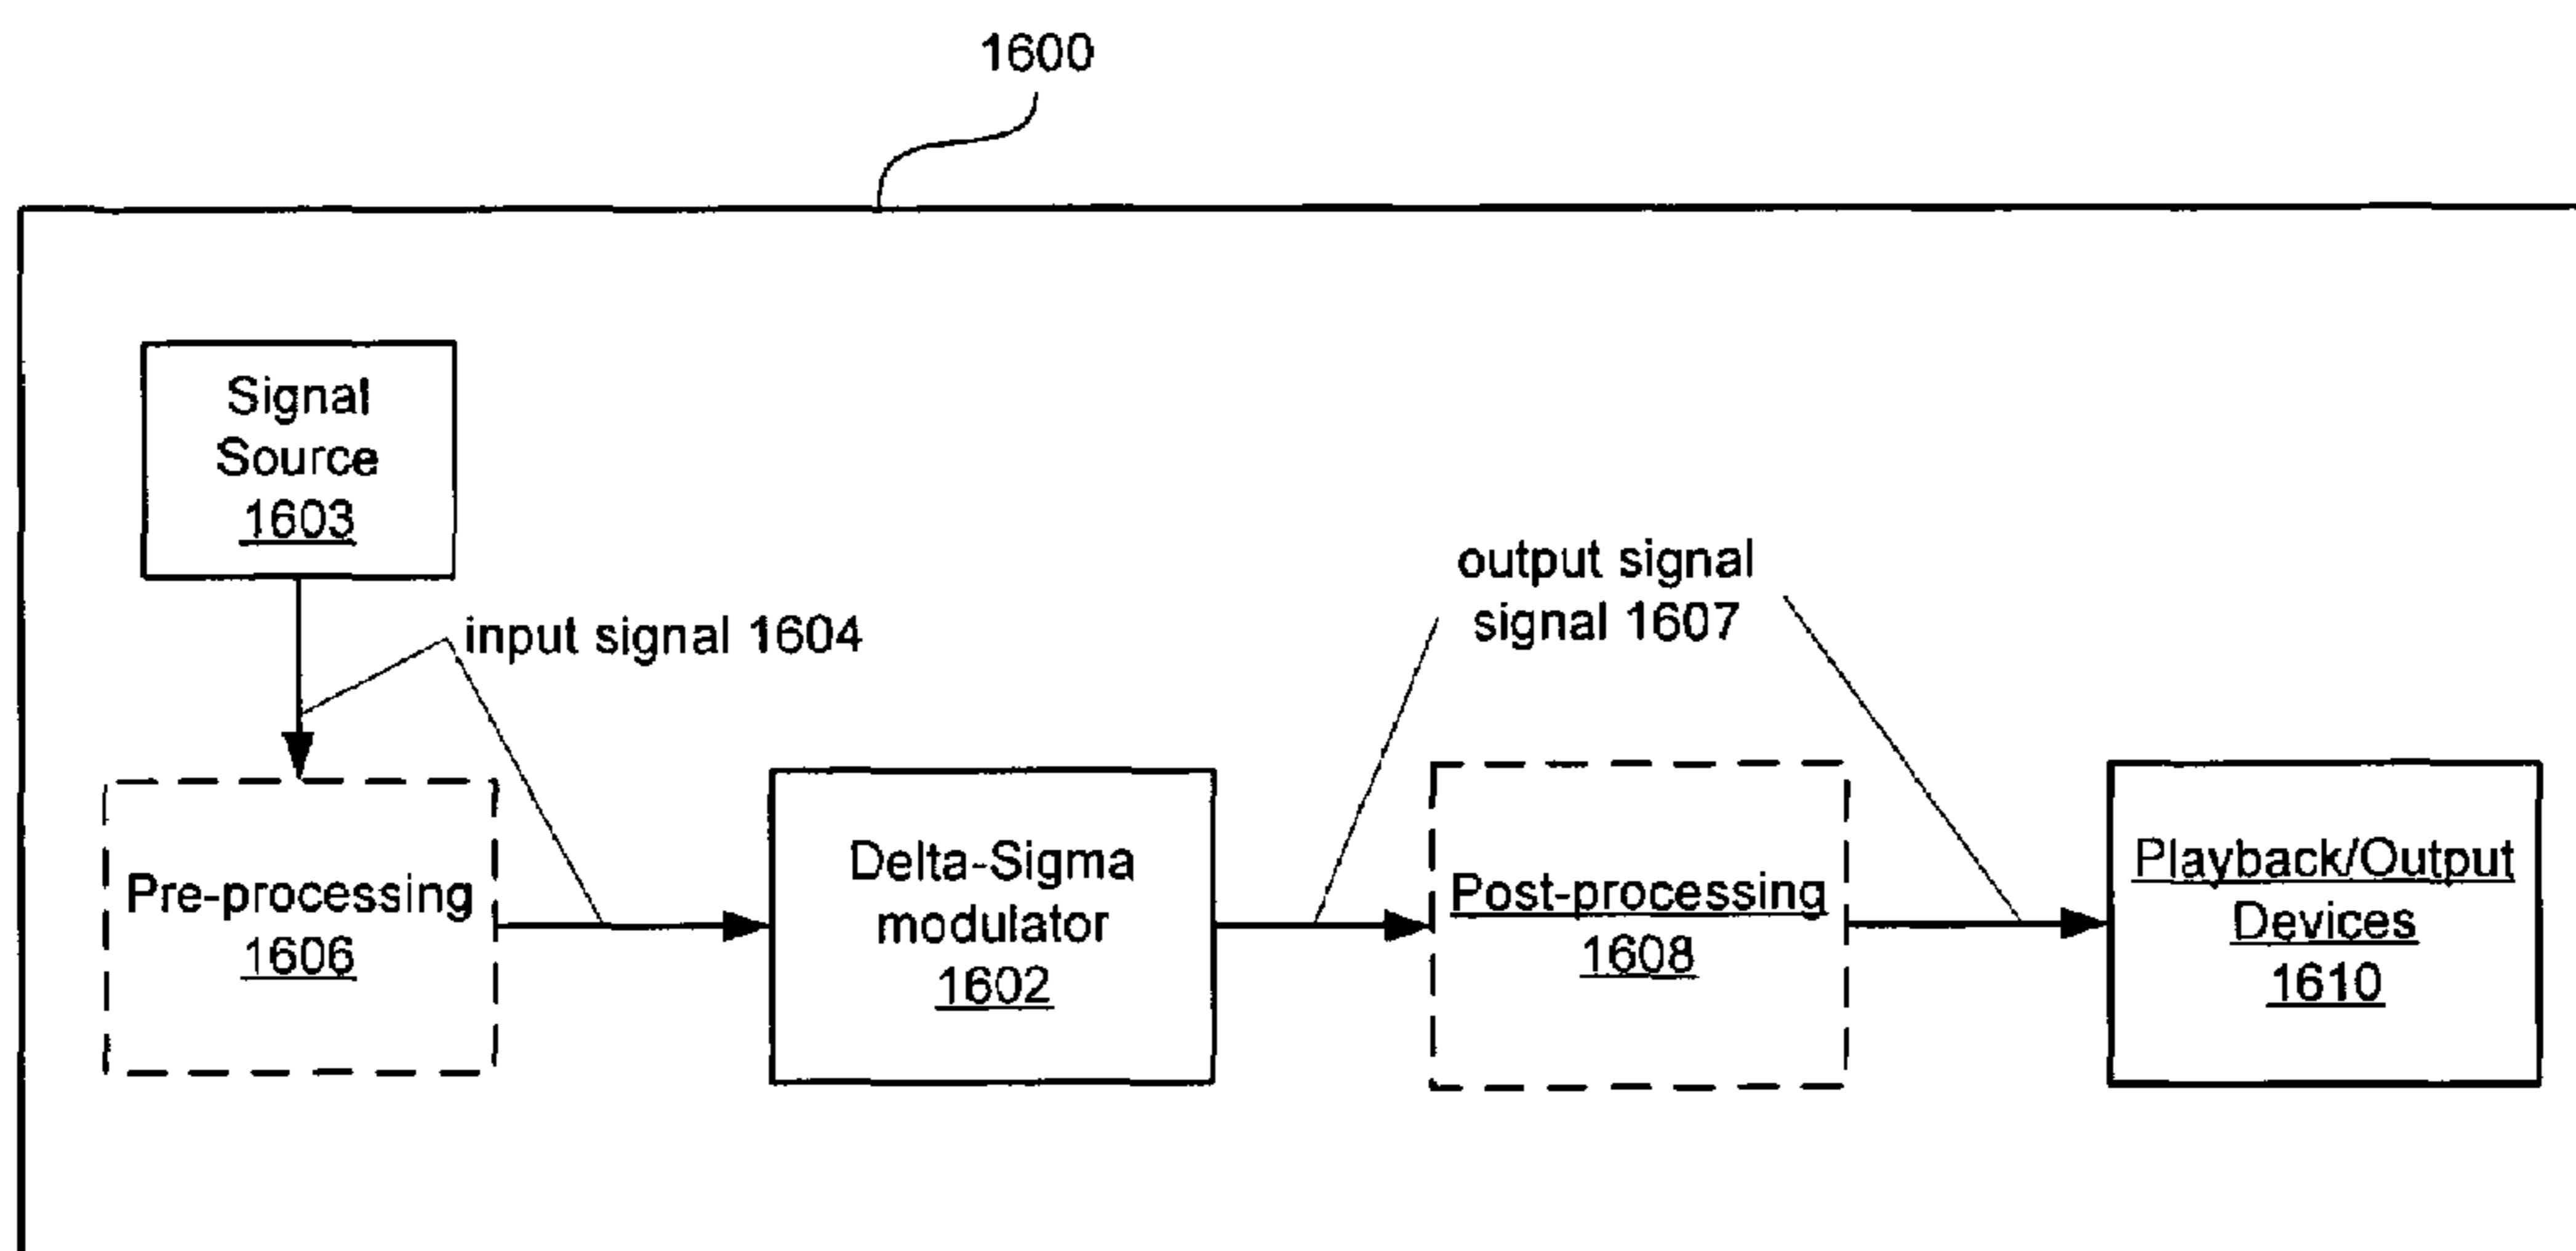 1600
Signal
Source
1603
input signal 1604
output signal
signal 1607
Pre-processing
1606
Delta-Sigma
modulator
1602
Post-processing
1608
Playback/Output
Devices
1610